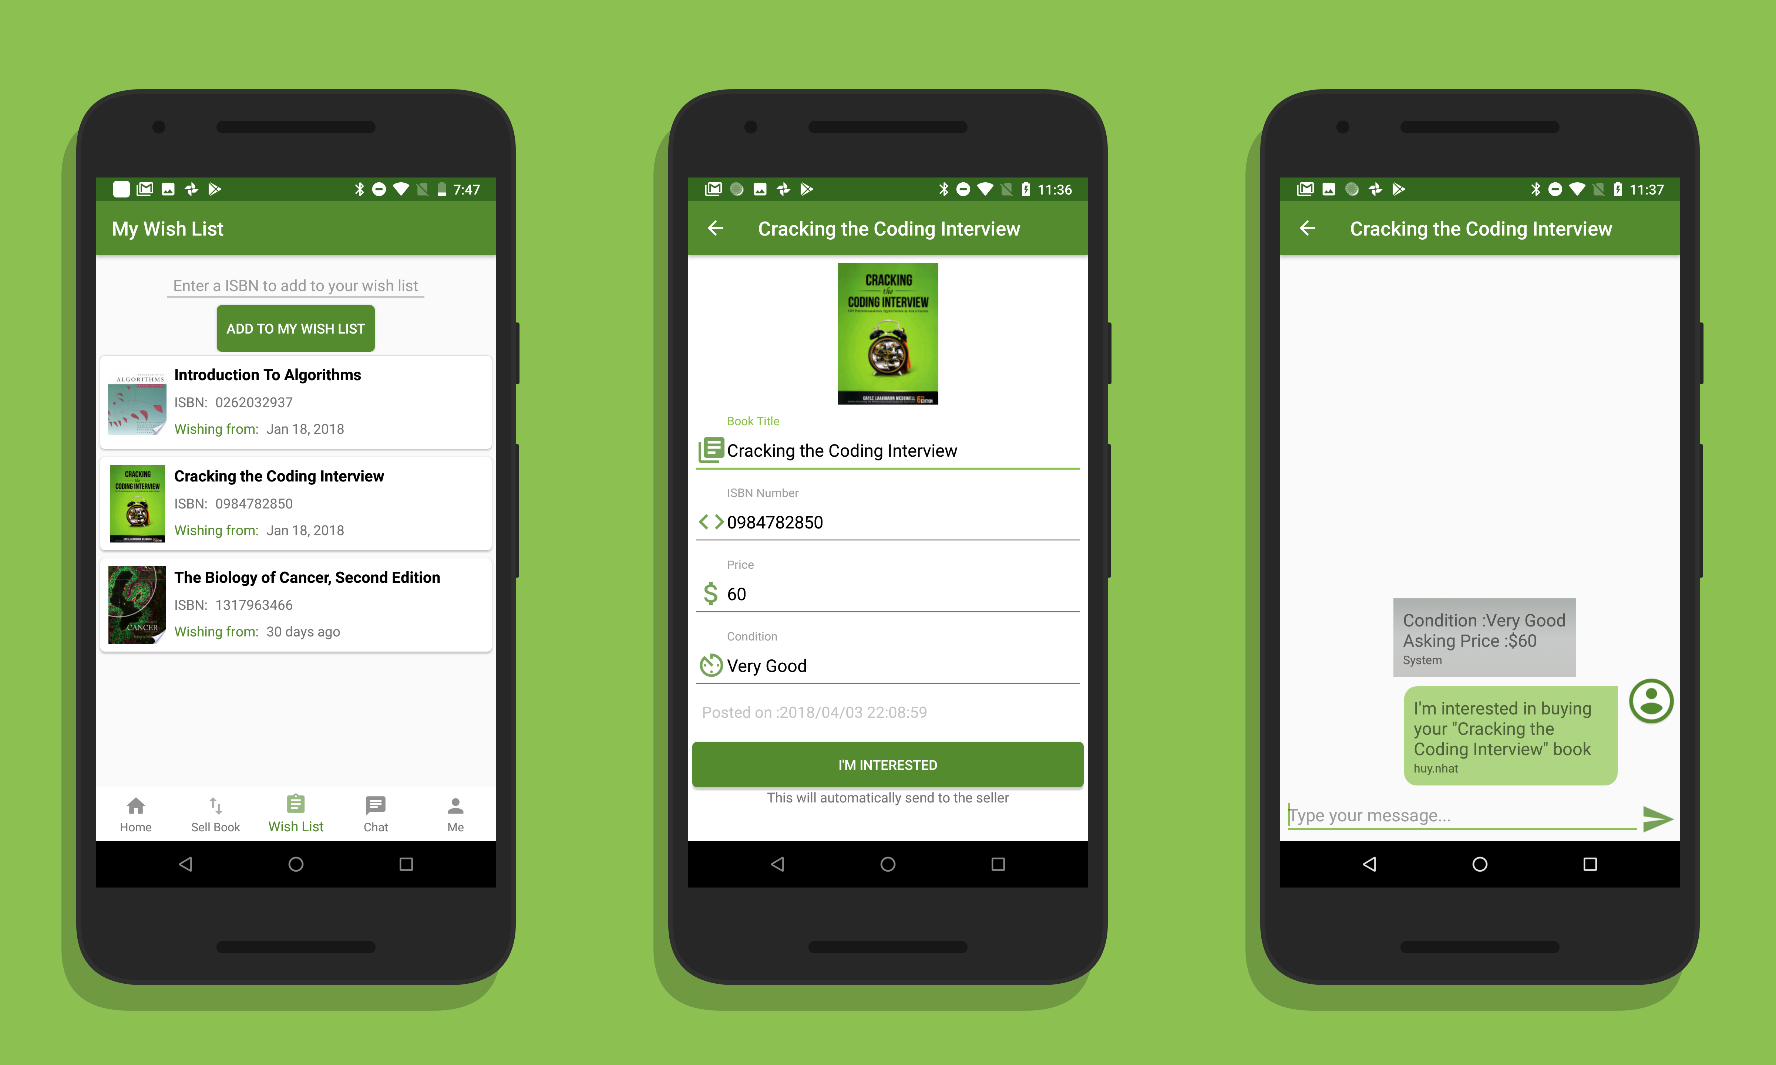 7:47
My Wish List
Enter a ISBN to add to your wish list
ADD TO MY WISH LIST
ALGORITHMS
Introduction To Algorithms
ISBN: 0262032937
Wishing from: Jan 18, 2018
CRACKING
the
CODING INTERVIEW
Cracking the Coding Interview
ISBN: 0984782850
Wishing from: Jan 18, 2018
CANCER
The Biology of Cancer, Second Edition
ISBN: 1317963466
Wishing from: 30 days ago
Home
Sell Book
Wish List
Chat
Me
11:36
Cracking the Coding Interview
CRACKING
the
CODING INTERVIEW
GAYLE LAAKMANN MCDOWELL
EDITION
Book Title
Cracking the Coding Interview
ISBN Number
0984782850
Price
$ 60
Condition
Very Good
Posted on :2018/04/03 22:08:59
I'M INTERESTED
This will automatically send to the seller
11:37
Cracking the Coding Interview
Condition :Very Good
Asking Price :$60
System
I'm interested in buying
your "Cracking the
Coding Interview" book
huy.nhat
Type your message...